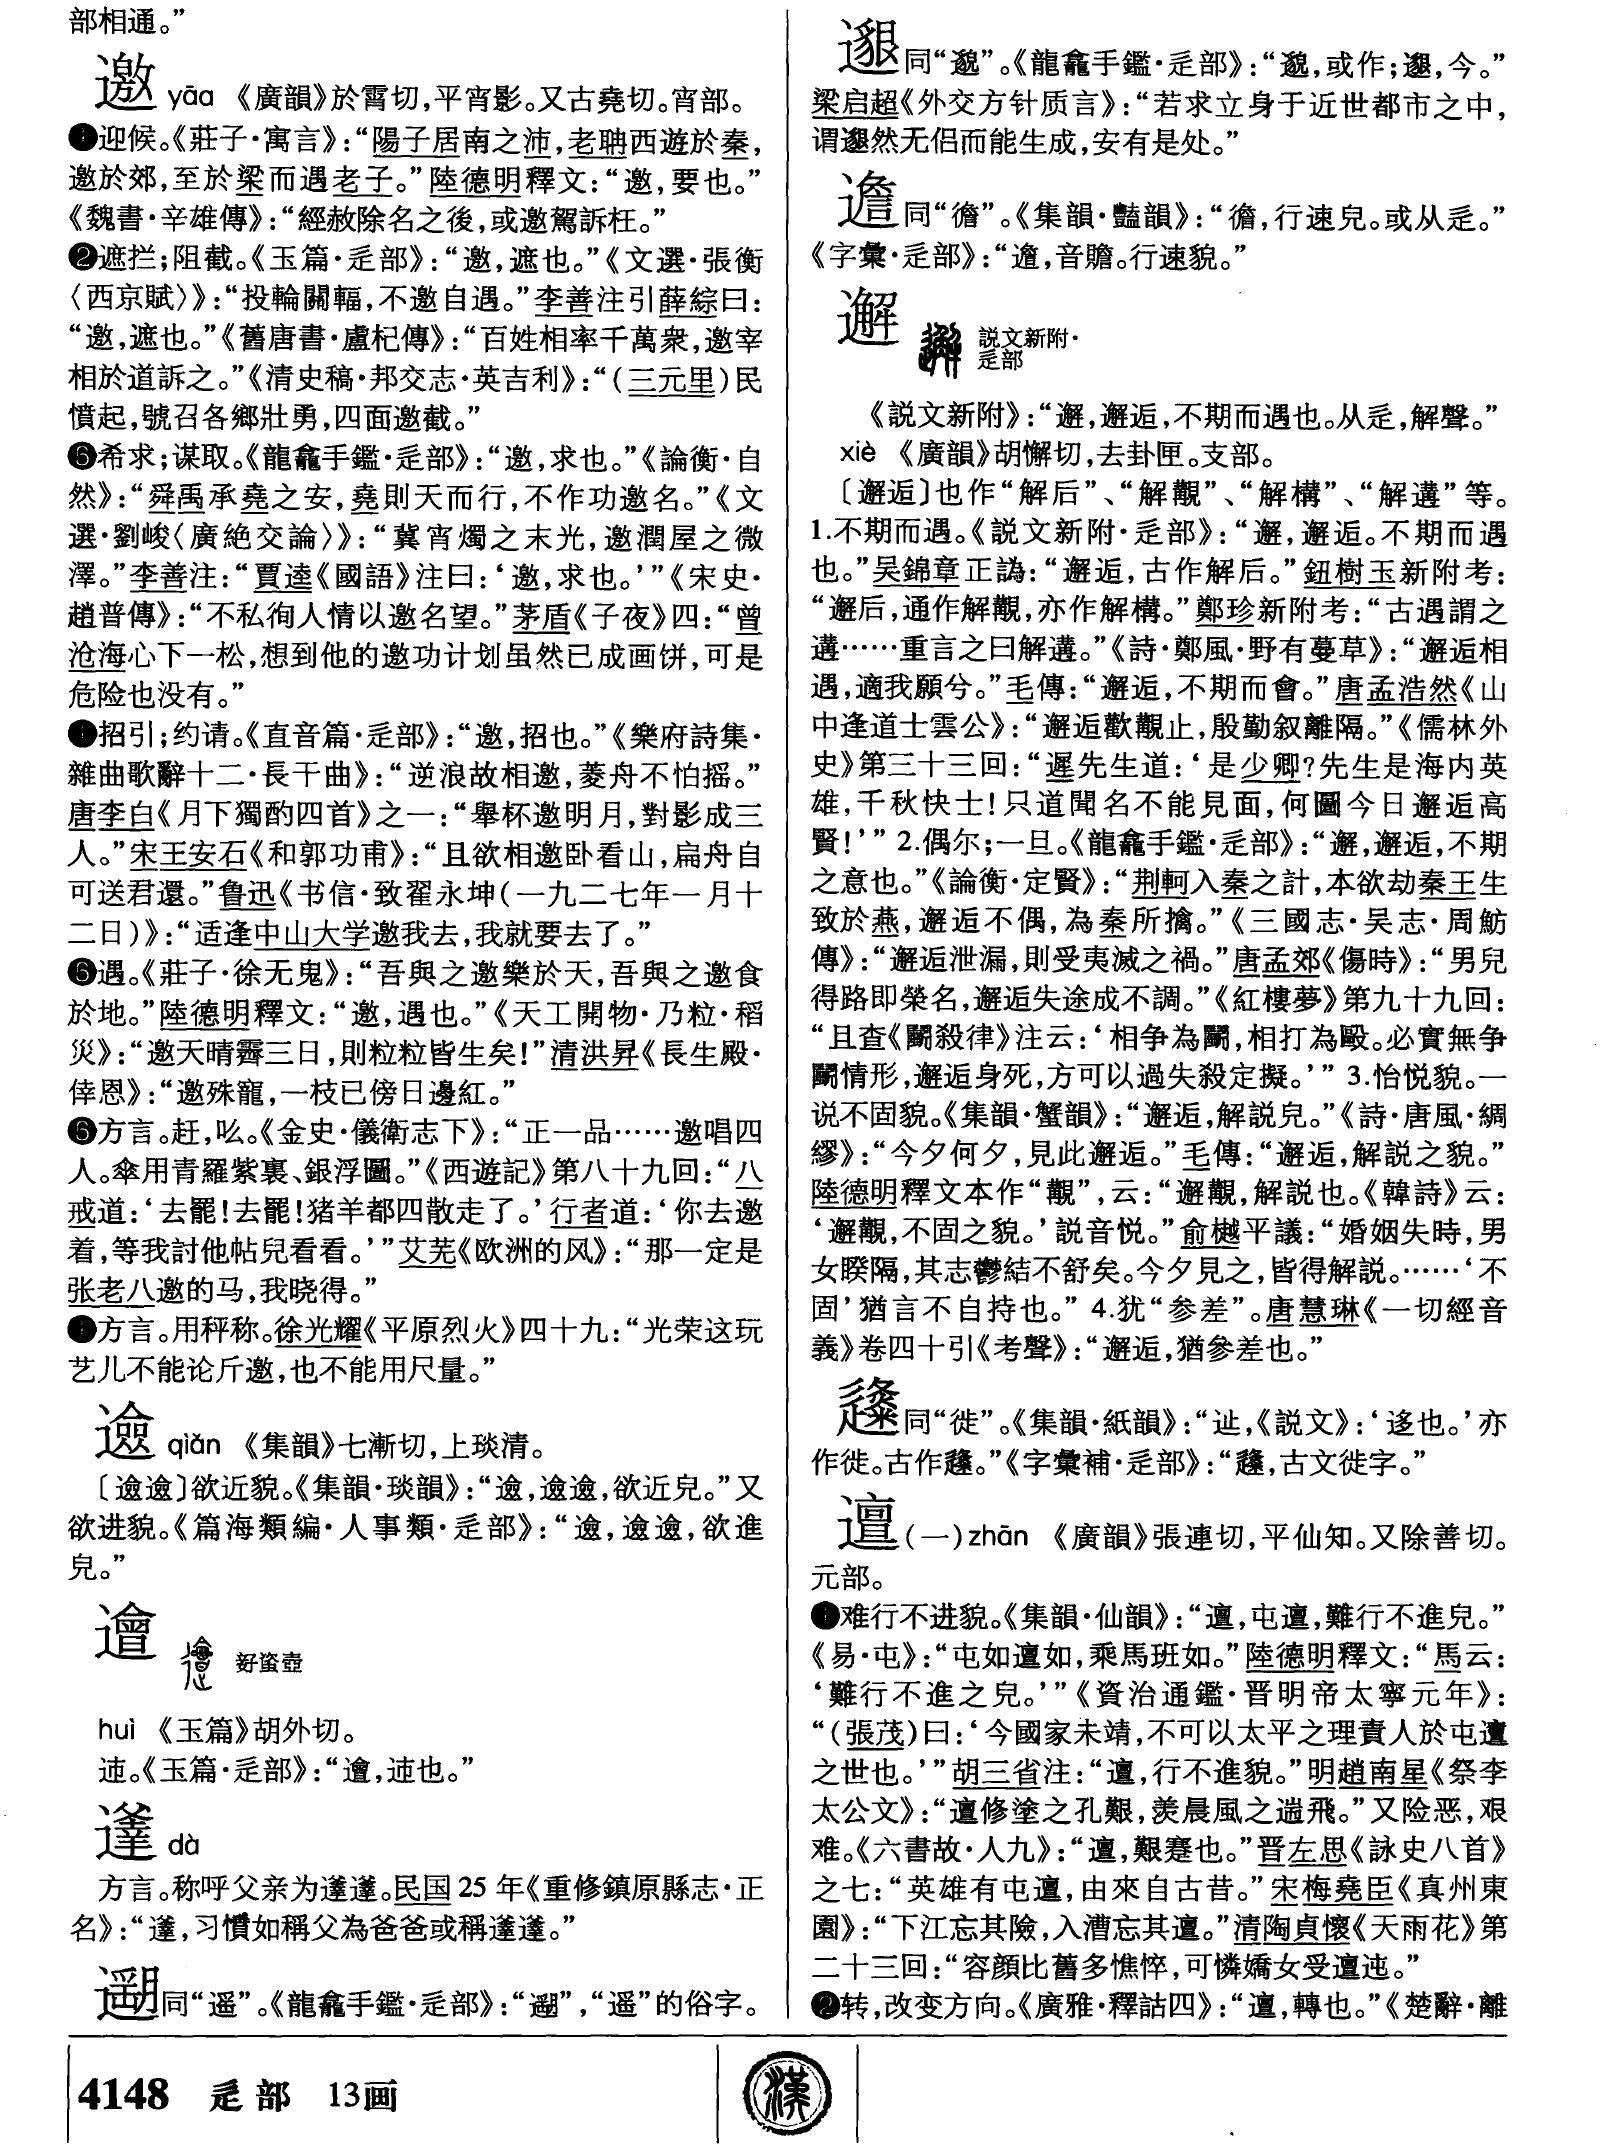 部相通。”
邀 yāo 《廣韻》於霄切，平宵影。又古堯切。宵部。
❶迎候。《莊子·寓言》：“陽子居南之沛，老聃西遊於秦，
邀於郊，至於梁而遇老子。”陸德明釋文：“邀，要也。”
《魏書·辛雄傳》：“經赦除名之後，或邀駕訴枉。”
❷遮拦；阻截。《玉篇·辵部》：“邀，遮也。”《文選·張衡
〈西京賦〉》：“投輪關輻，不邀自遇。”李善注引薛綜曰：
“邀，遮也。”《舊唐書·盧杞傳》：“百姓相率千萬衆，邀宰
相於道訴之。”《清史稿·邦交志·英吉利》：“（三元里）民
憤起，號召各鄉壯勇，四面邀截。”
❸希求；谋取。《龍龕手鑑·辵部》：“邀，求也。”《論衡·自
然》：“舜禹承堯之安，堯則天而行，不作功邀名。”《文
選·劉峻〈廣絶交論〉》：“冀宵燭之末光，邀潤屋之微
澤。”李善注：“賈逵《國語》注曰：‘邀，求也。’”《宋史·
趙普傳》：“不私徇人情以邀名望。”茅盾《子夜》四：“曾
沧海心下一松，想到他的邀功计划虽然已成画饼，可是
危险也没有。”
❹招引；约请。《直音篇·辵部》：“邀，招也。”《樂府詩集·
雜曲歌辭十二·長干曲》：“逆浪故相邀，菱舟不怕摇。”
唐李白《月下獨酌四首》之一：“舉杯邀明月，對影成三
人。”宋王安石《和郭功甫》：“且欲相邀卧看山，扁舟自
可送君還。”鲁迅《书信·致翟永坤（一九二七年一月十
二日）》：“适逢中山大学邀我去，我就要去了。”
❺遇。《莊子·徐无鬼》：“吾與之邀樂於天，吾與之邀食
於地。”陸德明釋文：“邀，遇也。”《天工開物·乃粒·稻
災》：“邀天晴霽三日，則粒粒皆生矣！”清洪昇《長生殿·
倖恩》：“邀殊寵，一枝已傍日邊紅。”
❻方言。赶，吆。《金史·儀衛志下》：“正一品……邀唱四
人。傘用青羅紫裏、銀浮圖。”《西遊記》第八十九回：“八
戒道：‘去罷！去罷！猪羊都四散走了。’行者道：‘你去邀
着，等我討他帖兒看看。’”艾芜《欧洲的风》：“那一定是
张老八邀的马，我晓得。”
❼方言。用秤称。徐光耀《平原烈火》四十九：“光荣这玩
艺儿不能论斤邀，也不能用尺量。”
𨘌 qiǎn 《集韻》七漸切，上琰清。
〔𨘌𨘌〕欲近貌。《集韻·琰韻》：“𨘌，𨘌𨘌，欲近皃。”又
欲进貌。《篇海類編·人事類·辵部》：“𨘌，𨘌𨘌，欲進
皃。”
䢈 好蚉壺
huì 《玉篇》胡外切。
迊。《玉篇·辵部》：“䢈，迊也。”
薘 dá
方言。称呼父亲为薘薘。民国25年《重修鎮原縣志·正
名》：“薘，习慣如稱父為爸爸或稱薘薘。”
同“遥”。《龍龕手鑑·辵部》：“”，“遥”的俗字。
邈同“邈”。《龍龕手鑑·辵部》：“邈，或作；，今。”
梁启超《外交方针质言》：“若求立身于近世都市之中，
谓然无侣而能生成，安有是处。”
同“儋”。《集韻·豔韻》：“儋，行速皃。或从辵。”
《字彙·辵部》：“，音贍。行速貌。”
邂 説文新附·
辵部
《説文新附》：“邂，邂逅，不期而遇也。从辵，解聲。”
xiè 《廣韻》胡懈切，去卦匣。支部。
〔邂逅〕也作“解后”、“解覯”、“解構”、“解遘”等。
1.不期而遇。《説文新附·辵部》：“邂，邂逅。不期而遇
也。”吴錦章正譌：“邂逅，古作解后。”鈕樹玉新附考：
“邂后，通作解覯，亦作解構。”鄭珍新附考：“古遇謂之
遘……重言之曰解遘。”《詩·鄭風·野有蔓草》：“邂逅相
遇，適我願兮。”毛傳：“邂逅，不期而會。”唐孟浩然《山
中逢道士雲公》：“邂逅歡覯止，殷勤叙離隔。”《儒林外
史》第三十三回：“遲先生道：‘是少卿？先生是海内英
雄，千秋快士！只道聞名不能見面，何圖今日邂逅高
賢！’”2.偶尔；一旦。《龍龕手鑑·辵部》：“邂，邂逅，不期
之意也。”《論衡·定賢》：“荆軻入秦之計，本欲劫秦王生
致於燕，邂逅不偶，為秦所擒。”《三國志·吴志·周魴
傳》：“邂逅泄漏，則受夷滅之禍。”唐孟郊《傷時》：“男兒
得路即榮名，邂逅失途成不調。”《紅樓夢》第九十九回：
“且查《鬭殺律》注云：‘相争為鬭，相打為毆。必實無争
鬭情形，邂逅身死，方可以過失殺定擬。’”3.怡悦貌。一
说不固貌。《集韻·蟹韻》：“邂逅，解説皃。”《詩·唐風·綢
繆》：“今夕何夕，見此邂逅。”毛傳：“邂逅，解説之貌。”
陸德明釋文本作“覯”，云：“邂覯，解説也。《韓詩》云：
‘邂覯，不固之貌。’説音悦。”俞樾平議：“婚姻失時，男
女睽隔，其志鬱結不舒矣。今夕見之，皆得解説。……‘不
固’猶言不自持也。”4.犹“参差”。唐慧琳《一切經音
義》卷四十引《考聲》：“邂逅，猶參差也。”
同“徙”。《集韻·紙韻》：“辿，《説文》：‘迻也。’亦
作徙。古作。”《字彙補·辵部》：“，古文徙字。”
邅（一）zhān 《廣韻》張連切，平仙知。又除善切。
元部。
❶难行不进貌。《集韻·仙韻》：“邅，屯邅，難行不進皃。”
《易·屯》：“屯如邅如，乘馬班如。”陸德明釋文：“馬云：
‘難行不進之皃。’”《資治通鑑·晋明帝太寧元年》：
“（張茂）曰：‘今國家未靖，不可以太平之理責人於屯邅
之世也。’”胡三省注：“邅，行不進貌。”明趙南星《祭李
太公文》：“邅修塗之孔艱，羡晨風之遄飛。”又险恶，艰
难。《六書故·人九》：“邅，艱蹇也。”晋左思《詠史八首》
之七：“英雄有屯邅，由來自古昔。”宋梅堯臣《真州東
園》：“下江忘其險，入漕忘其邅。”清陶貞懷《天雨花》第
二十三回：“容顔比舊多憔悴，可憐嬌女受邅迍。”
❷转，改变方向。《廣雅·釋詁四》：“邅，轉也。”《楚辭·離
4148 辵部 13画
漢